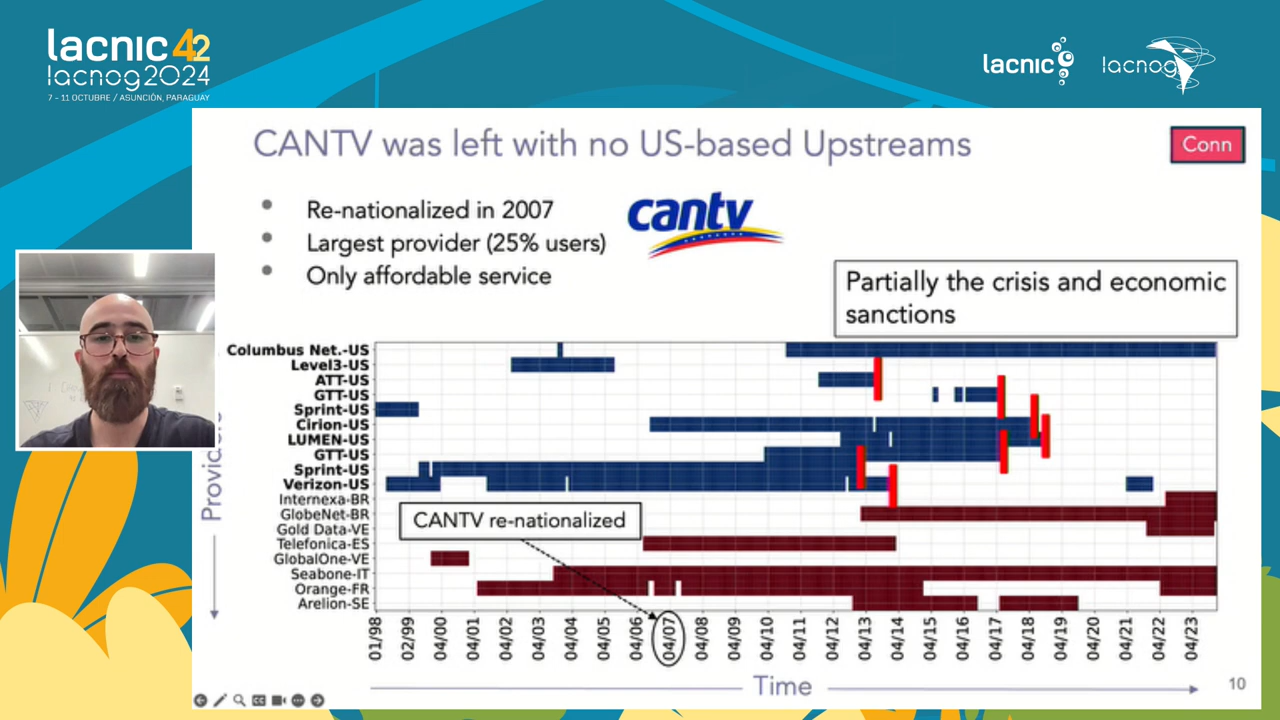 lacnic 42
lacnog2024
7 - 11 OCTUBRE / ASUNCIÓN, PARAGUAY
lacnic
lacnog
CANTV was left with no US-based Upstreams
Conn
Re-nationalized in 2007
Largest provider (25% users)
Only affordable service
cantv
Partially the crisis and economic
sanctions
Columbus Net.-US
Level3-US
ATT-US
GTT-US
Sprint-US
Cirion-US
LUMEN-US
GTT-US
Sprint-US
Verizon-US
Internexa-BR
GlobeNet-BR
Gold Data-VE
Telefonica-ES
GlobalOne-VE
Seabone-IT
Orange-FR
Arelion-SE
CANTV re-nationalized
01/98
02/99
04/00
04/01
04/02
04/03
04/04
04/05
04/06
04/07
04/08
04/09
04/10
04/11
04/12
04/13
04/14
04/15
04/16
04/17
04/18
04/19
04/20
04/21
04/22
04/23
Time
10